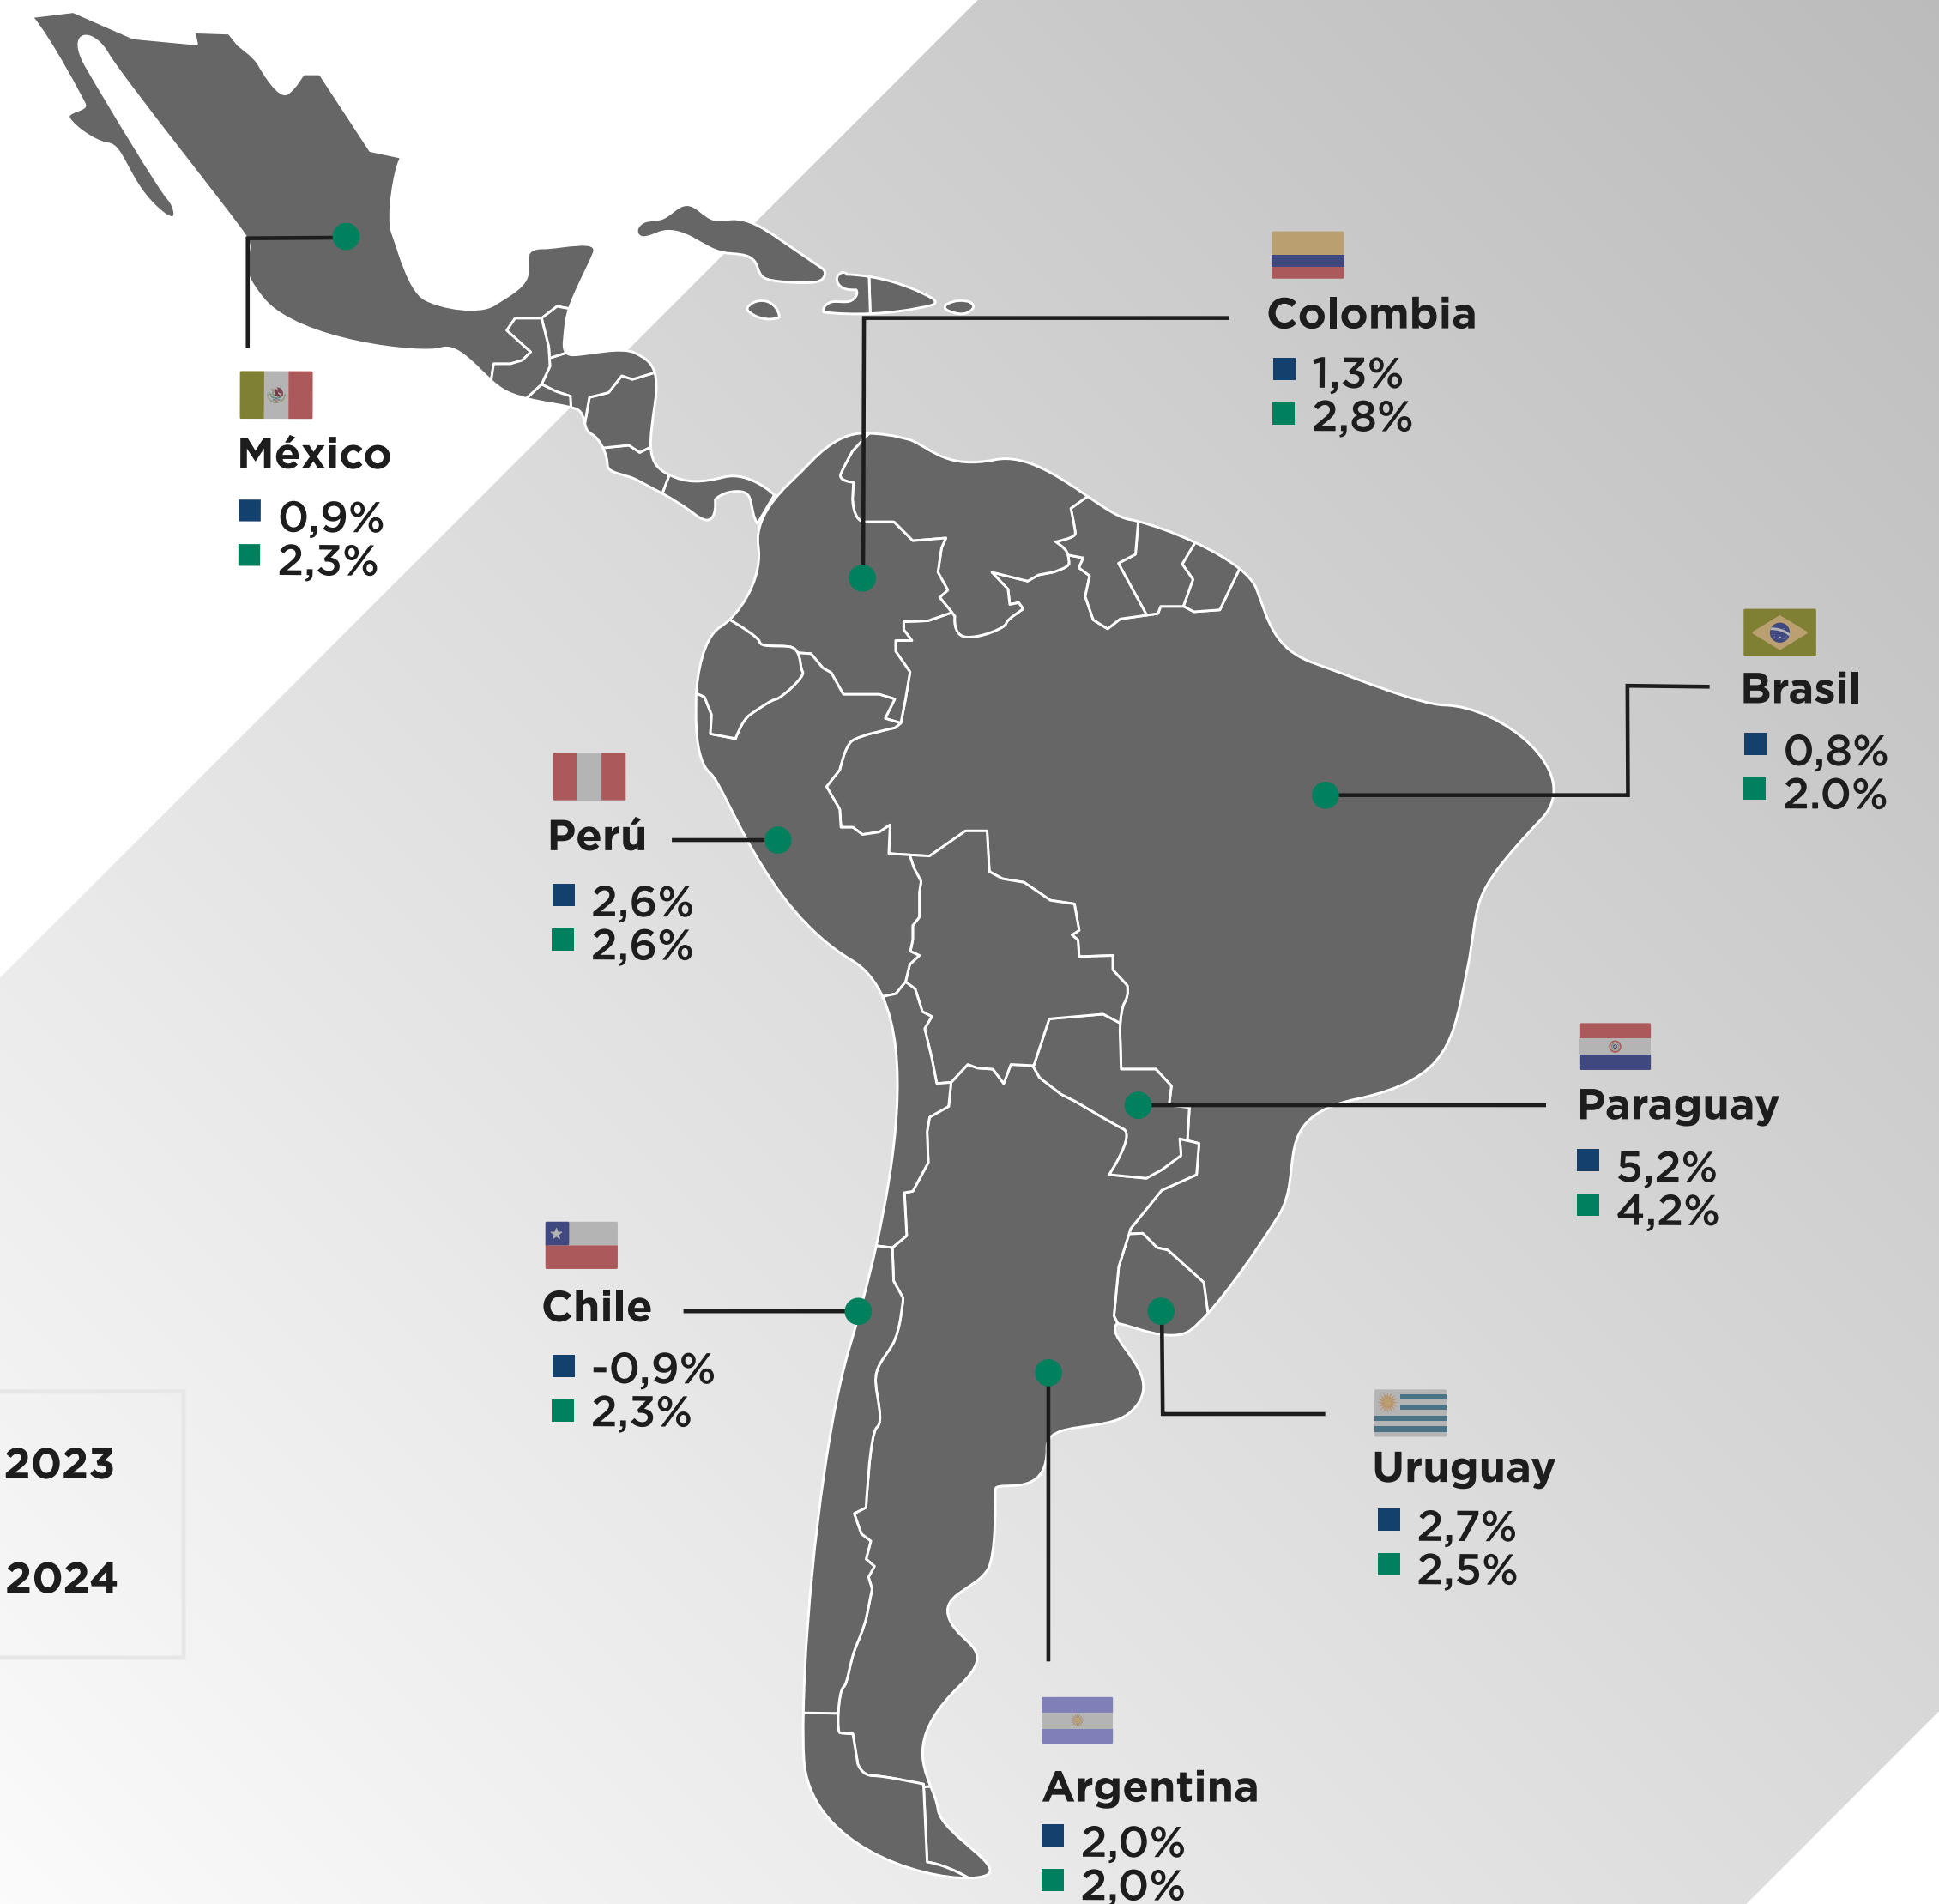 Colombia
1,3%
2,8%
México
0,9%
2,3%
Brasil
0,8%
2.0%
Perú
2,6%
2,6%
Paraguay
5,2%
4,2%
Chile
-0,9%
2,3%
2023
2024
Uruguay
2,7%
2,5%
Argentina
2,0%
2,0%